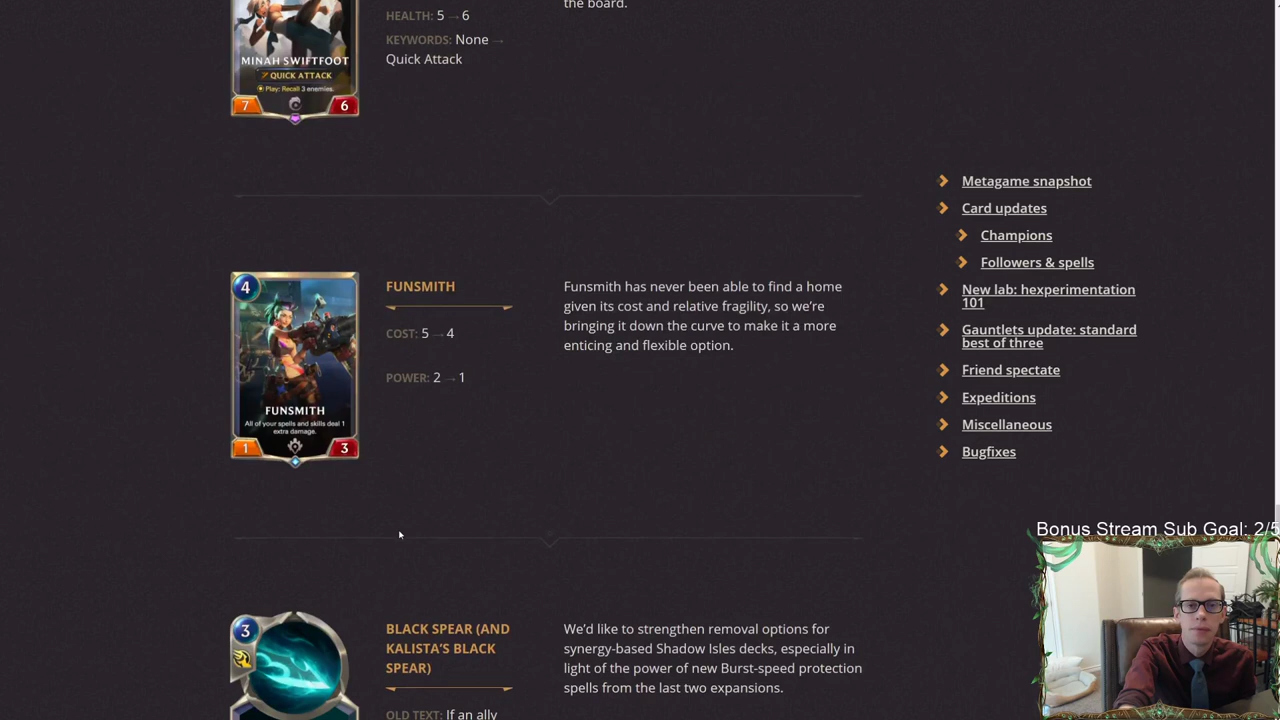 the board.
HEALTH: 5 → 6
KEYWORDS: None →
Quick Attack
MINAH SWIFTFOOT
QUICK ATTACK
Play: Recall 3 enemies.
7
6
Metagame snapshot
Card updates
Champions
Followers & spells
New lab: hexperimentation
101
Gauntlets update: standard
best of three
Friend spectate
Expeditions
Miscellaneous
Bugfixes
4
FUNSMITH
All of your spells and skills deal 1
extra damage.
1
3
FUNSMITH
COST: 5 → 4
POWER: 2 → 1
Funsmith has never been able to find a home
given its cost and relative fragility, so we’re
bringing it down the curve to make it a more
enticing and flexible option.
Bonus Stream Sub Goal: 2/5
3
BLACK SPEAR (AND
KALISTA’S BLACK
SPEAR)
OLD TEXT: If an ally
We’d like to strengthen removal options for
synergy-based Shadow Isles decks, especially in
light of the power of new Burst-speed protection
spells from the last two expansions.